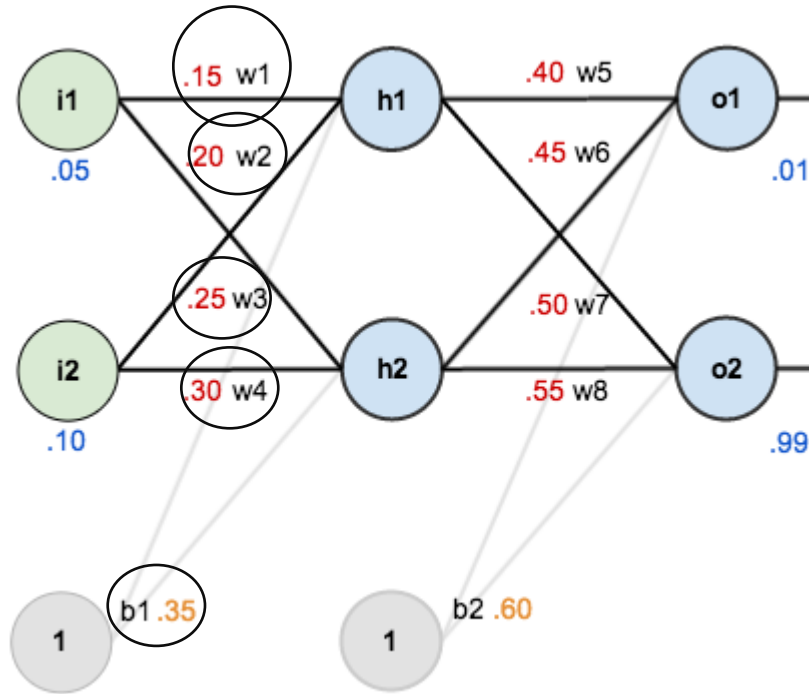 i1
.15 w1
h1
.40 w5
o1
.05
.20 w2
.45 w6
.01
.25 w3
.50 w7
i2
.30 w4
h2
.55 w8
o2
.10
.99
1
b1 .35
1
b2 .60